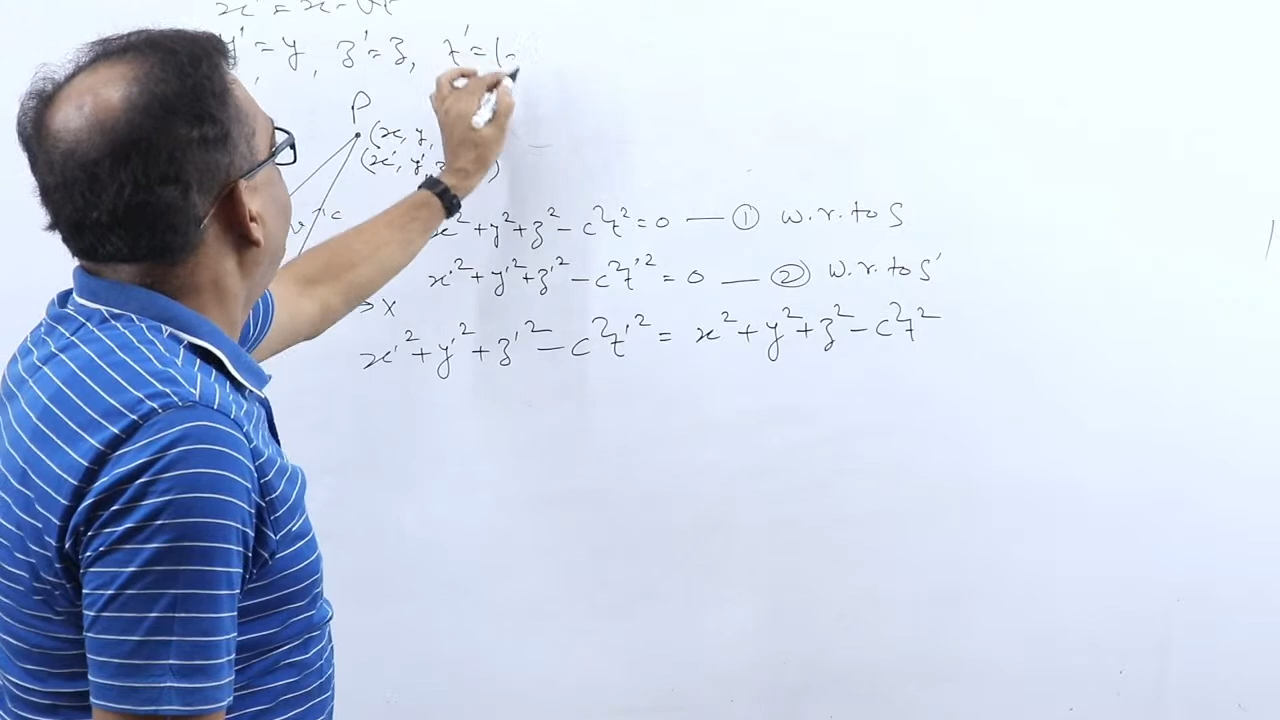 x' = x - vt
y' = y, z' = z, t' = t
P
(x, y,
(x', y',
c
x² + y² + z² - c²t² = 0 — ① w.r.to S
x'² + y'² + z'² - c²t'² = 0 — ② w.r.to S'
X
x'² + y'² + z'² - c²t'² = x² + y² + z² - c²t²